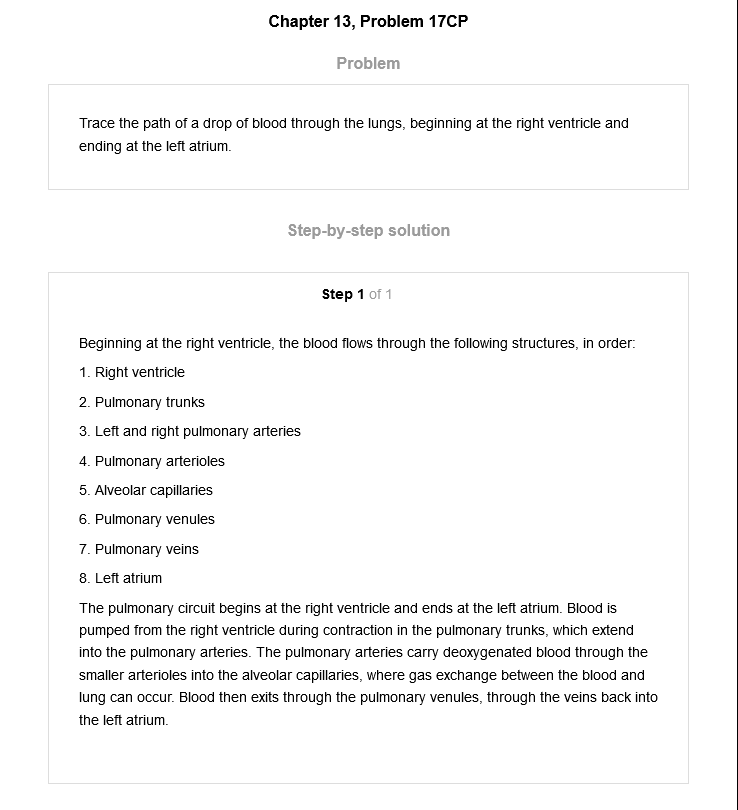 Chapter 13, Problem 17CP
Problem
Trace the path of a drop of blood through the lungs, beginning at the right ventricle and
ending at the left atrium.
Step-by-step solution
Step 1 of 1
Beginning at the right ventricle, the blood flows through the following structures, in order:
1. Right ventricle
2. Pulmonary trunks
3. Left and right pulmonary arteries
4. Pulmonary arterioles
5. Alveolar capillaries
6. Pulmonary venules
7. Pulmonary veins
8. Left atrium
The pulmonary circuit begins at the right ventricle and ends at the left atrium. Blood is
pumped from the right ventricle during contraction in the pulmonary trunks, which extend
into the pulmonary arteries. The pulmonary arteries carry deoxygenated blood through the
smaller arterioles into the alveolar capillaries, where gas exchange between the blood and
lung can occur. Blood then exits through the pulmonary venules, through the veins back into
the left atrium.